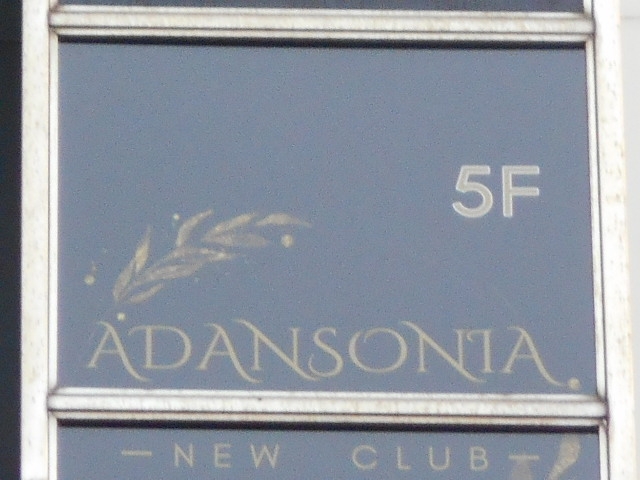 5F
ADANSONIA
— NEW CLUB —